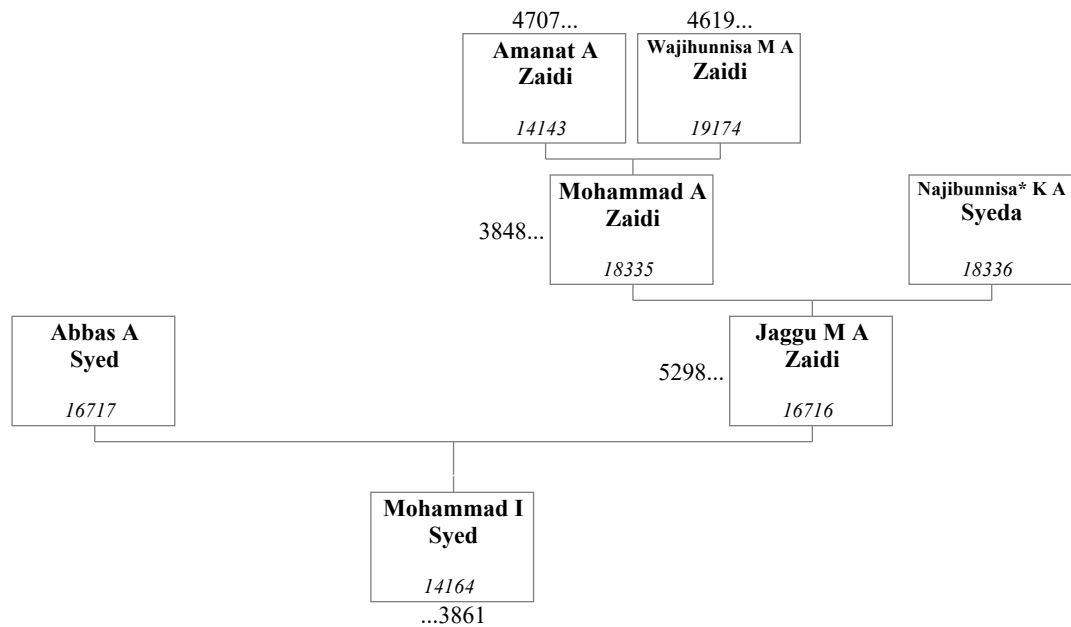 4707...
4619...
Amanat A
Zaidi
14143
Wajihunnisa M A
Zaidi
19174
Mohammad A
Zaidi
18335
3848...
Najibunnisa* K A
Syeda
18336
Abbas A
Syed
16717
Jaggu M A
Zaidi
16716
5298...
Mohammad I
Syed
14164
...3861